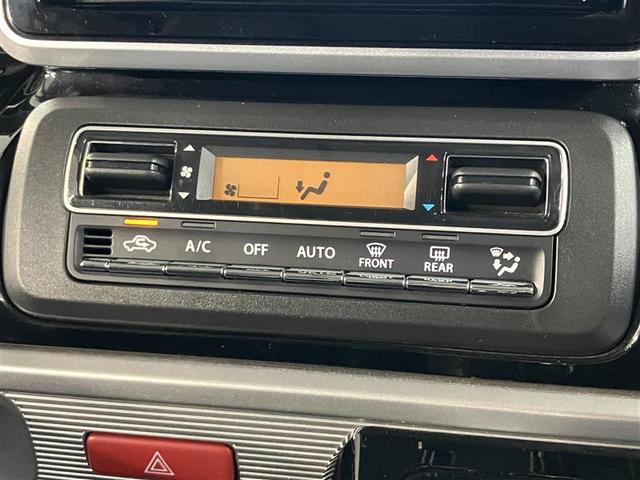 A/C OFF AUTO FRONT REAR